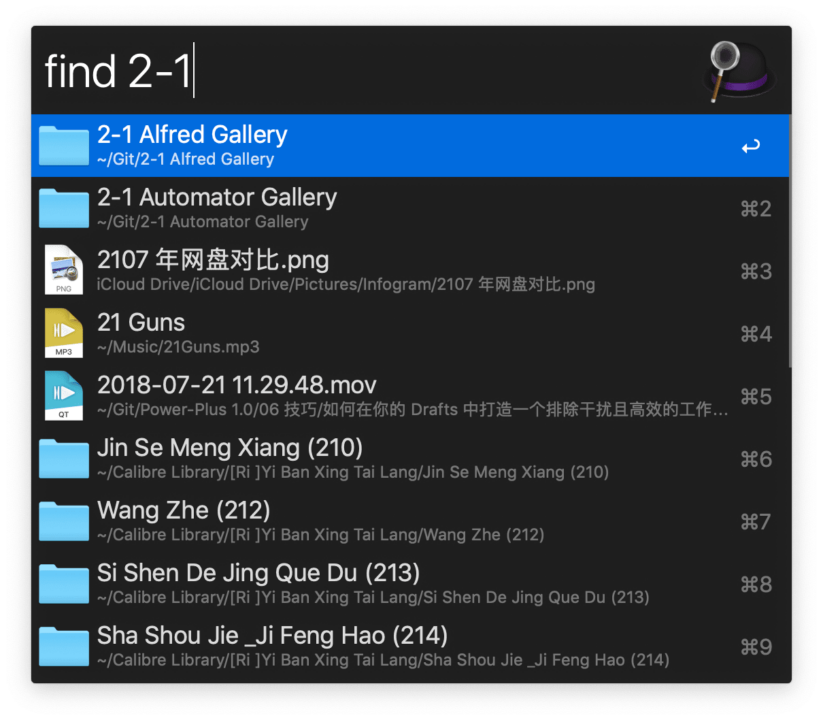 find 2-1
2-1 Alfred Gallery
~/Git/2-1 Alfred Gallery
2-1 Automator Gallery
~/Git/2-1 Automator Gallery
⌘2
2107 年网盘对比.png
iCloud Drive/iCloud Drive/Pictures/Infogram/2107 年网盘对比.png
⌘3
PNG
21 Guns
~/Music/21Guns.mp3
⌘4
MP3
2018-07-21 11.29.48.mov
~/Git/Power-Plus 1.0/06 技巧/如何在你的 Drafts 中打造一个排除干扰且高效的工作...
⌘5
QT
Jin Se Meng Xiang (210)
~/Calibre Library/[Ri ]Yi Ban Xing Tai Lang/Jin Se Meng Xiang (210)
⌘6
Wang Zhe (212)
~/Calibre Library/[Ri ]Yi Ban Xing Tai Lang/Wang Zhe (212)
⌘7
Si Shen De Jing Que Du (213)
~/Calibre Library/[Ri ]Yi Ban Xing Tai Lang/Si Shen De Jing Que Du (213)
⌘8
Sha Shou Jie _Ji Feng Hao (214)
~/Calibre Library/[Ri ]Yi Ban Xing Tai Lang/Sha Shou Jie _Ji Feng Hao (214)
⌘9